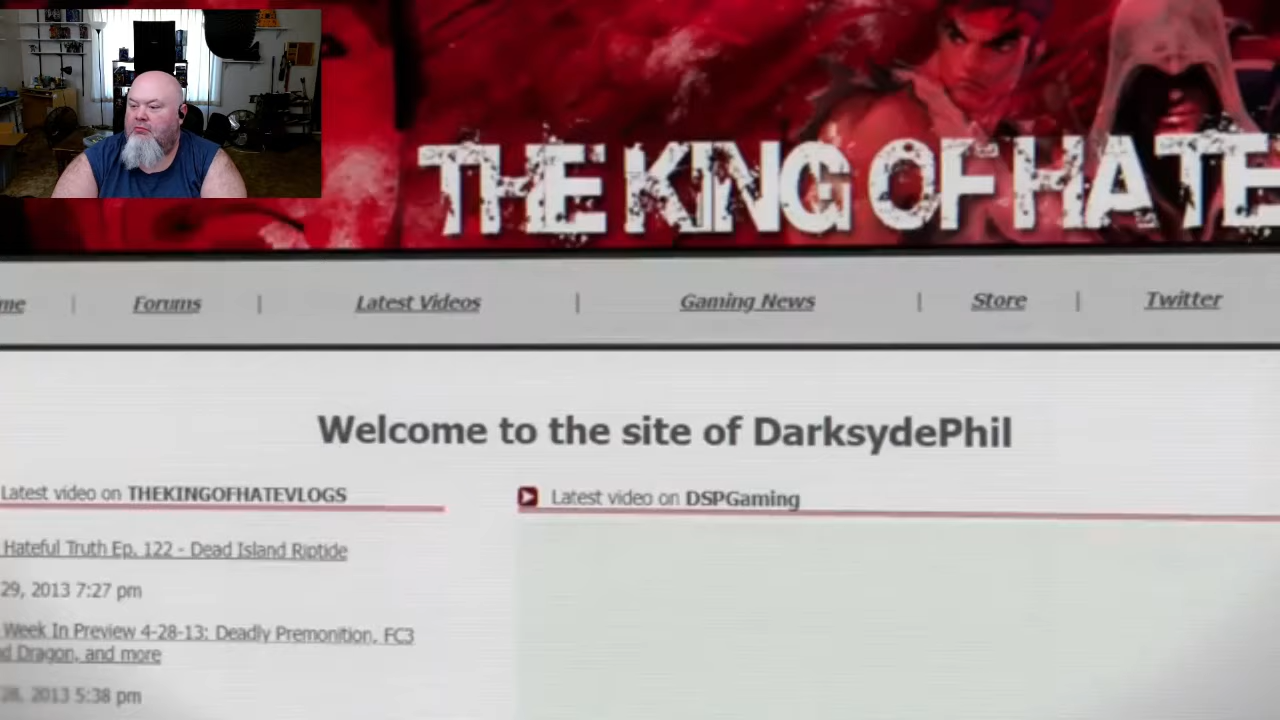 THE KING OF HATE
me | Forums | Latest Videos | Gaming News | Store | Twitter
Welcome to the site of DarksydePhil
Latest video on THEKINGOFHATEVLOGS
Hateful Truth Ep. 122 - Dead Island Riptide
29, 2013 7:27 pm
Week In Preview 4-28-13: Deadly Premonition, FC3
d Dragon, and more
28, 2013 5:38 pm
Latest video on DSPGaming